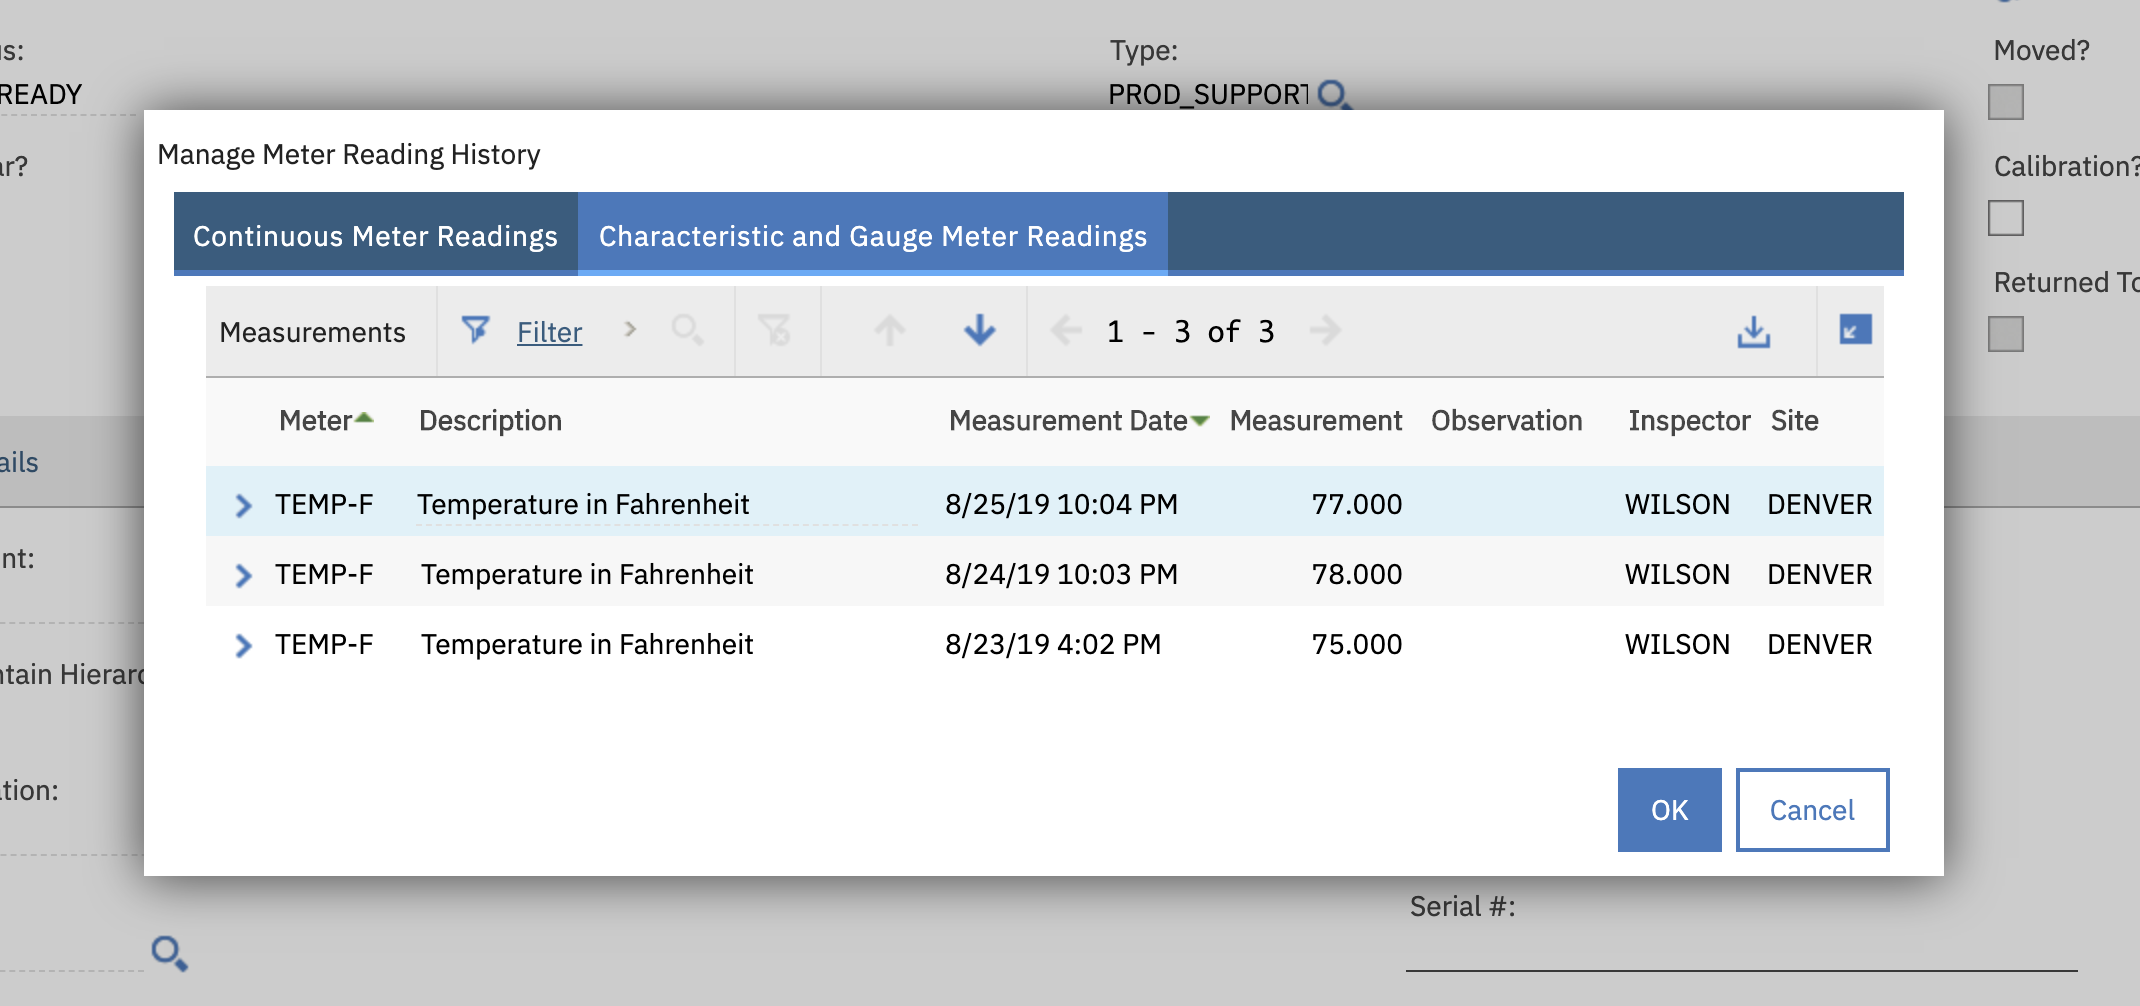 us:
READY
Type:
PROD_SUPPORT
Moved?
ar?
Calibration?
Returned To
Manage Meter Reading History
Continuous Meter Readings
Characteristic and Gauge Meter Readings
Measurements
Filter
1 - 3 of 3
Meter Description Measurement Date Measurement Observation Inspector Site
TEMP-F Temperature in Fahrenheit 8/25/19 10:04 PM 77.000 WILSON DENVER
TEMP-F Temperature in Fahrenheit 8/24/19 10:03 PM 78.000 WILSON DENVER
TEMP-F Temperature in Fahrenheit 8/23/19 4:02 PM 75.000 WILSON DENVER
OK
Cancel
ails
nt:
ntain Hierarc
ation:
Serial #: